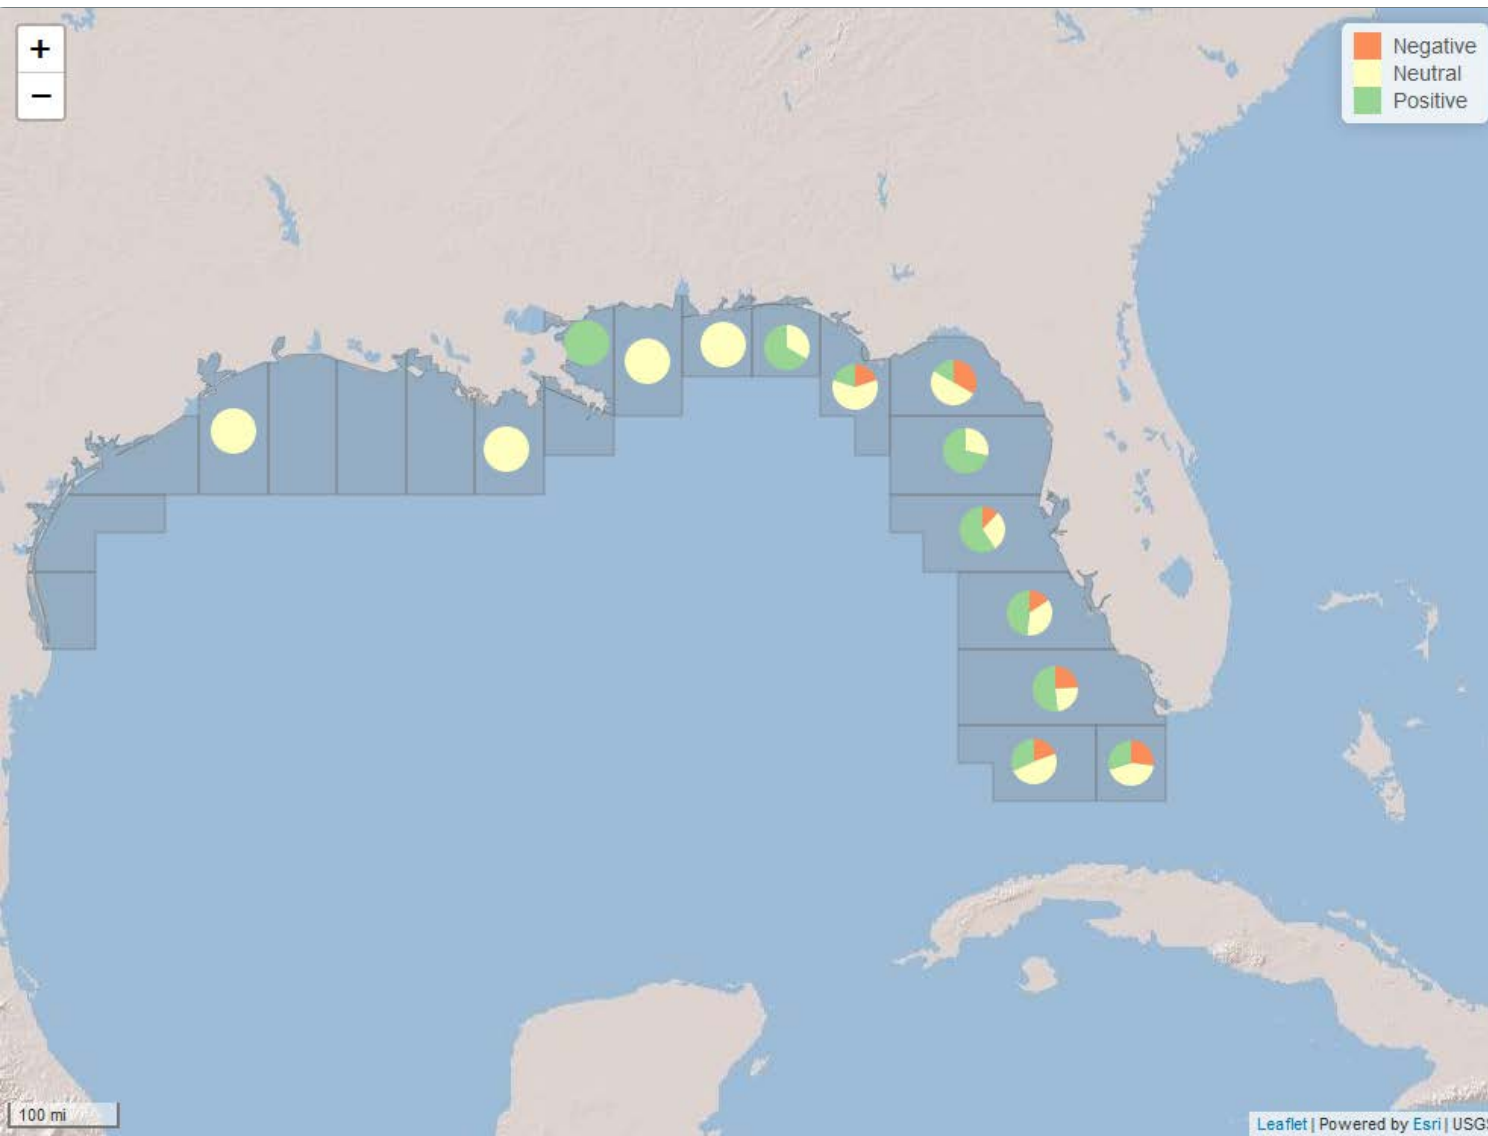 +
−
Negative
Neutral
Positive
100 mi
Leaflet | Powered by Esri | USGS